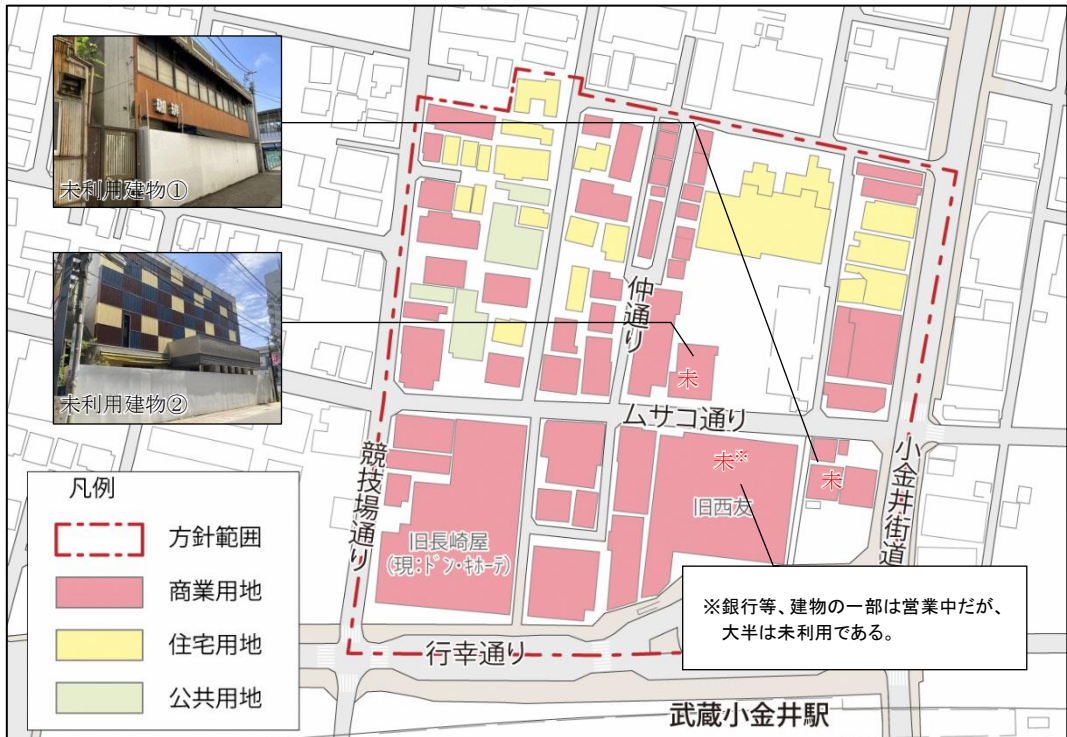 珈琲
未利用建物①
未利用建物②
仲通り
未
ムサコ通り
未※
未
旧西友
旧長崎屋
(現:ドン・キホーテ)
競技場通り
小金井街道
行幸通り
武蔵小金井駅
※銀行等、建物の一部は営業中だが、
大半は未利用である。
凡例
方針範囲
商業用地
住宅用地
公共用地